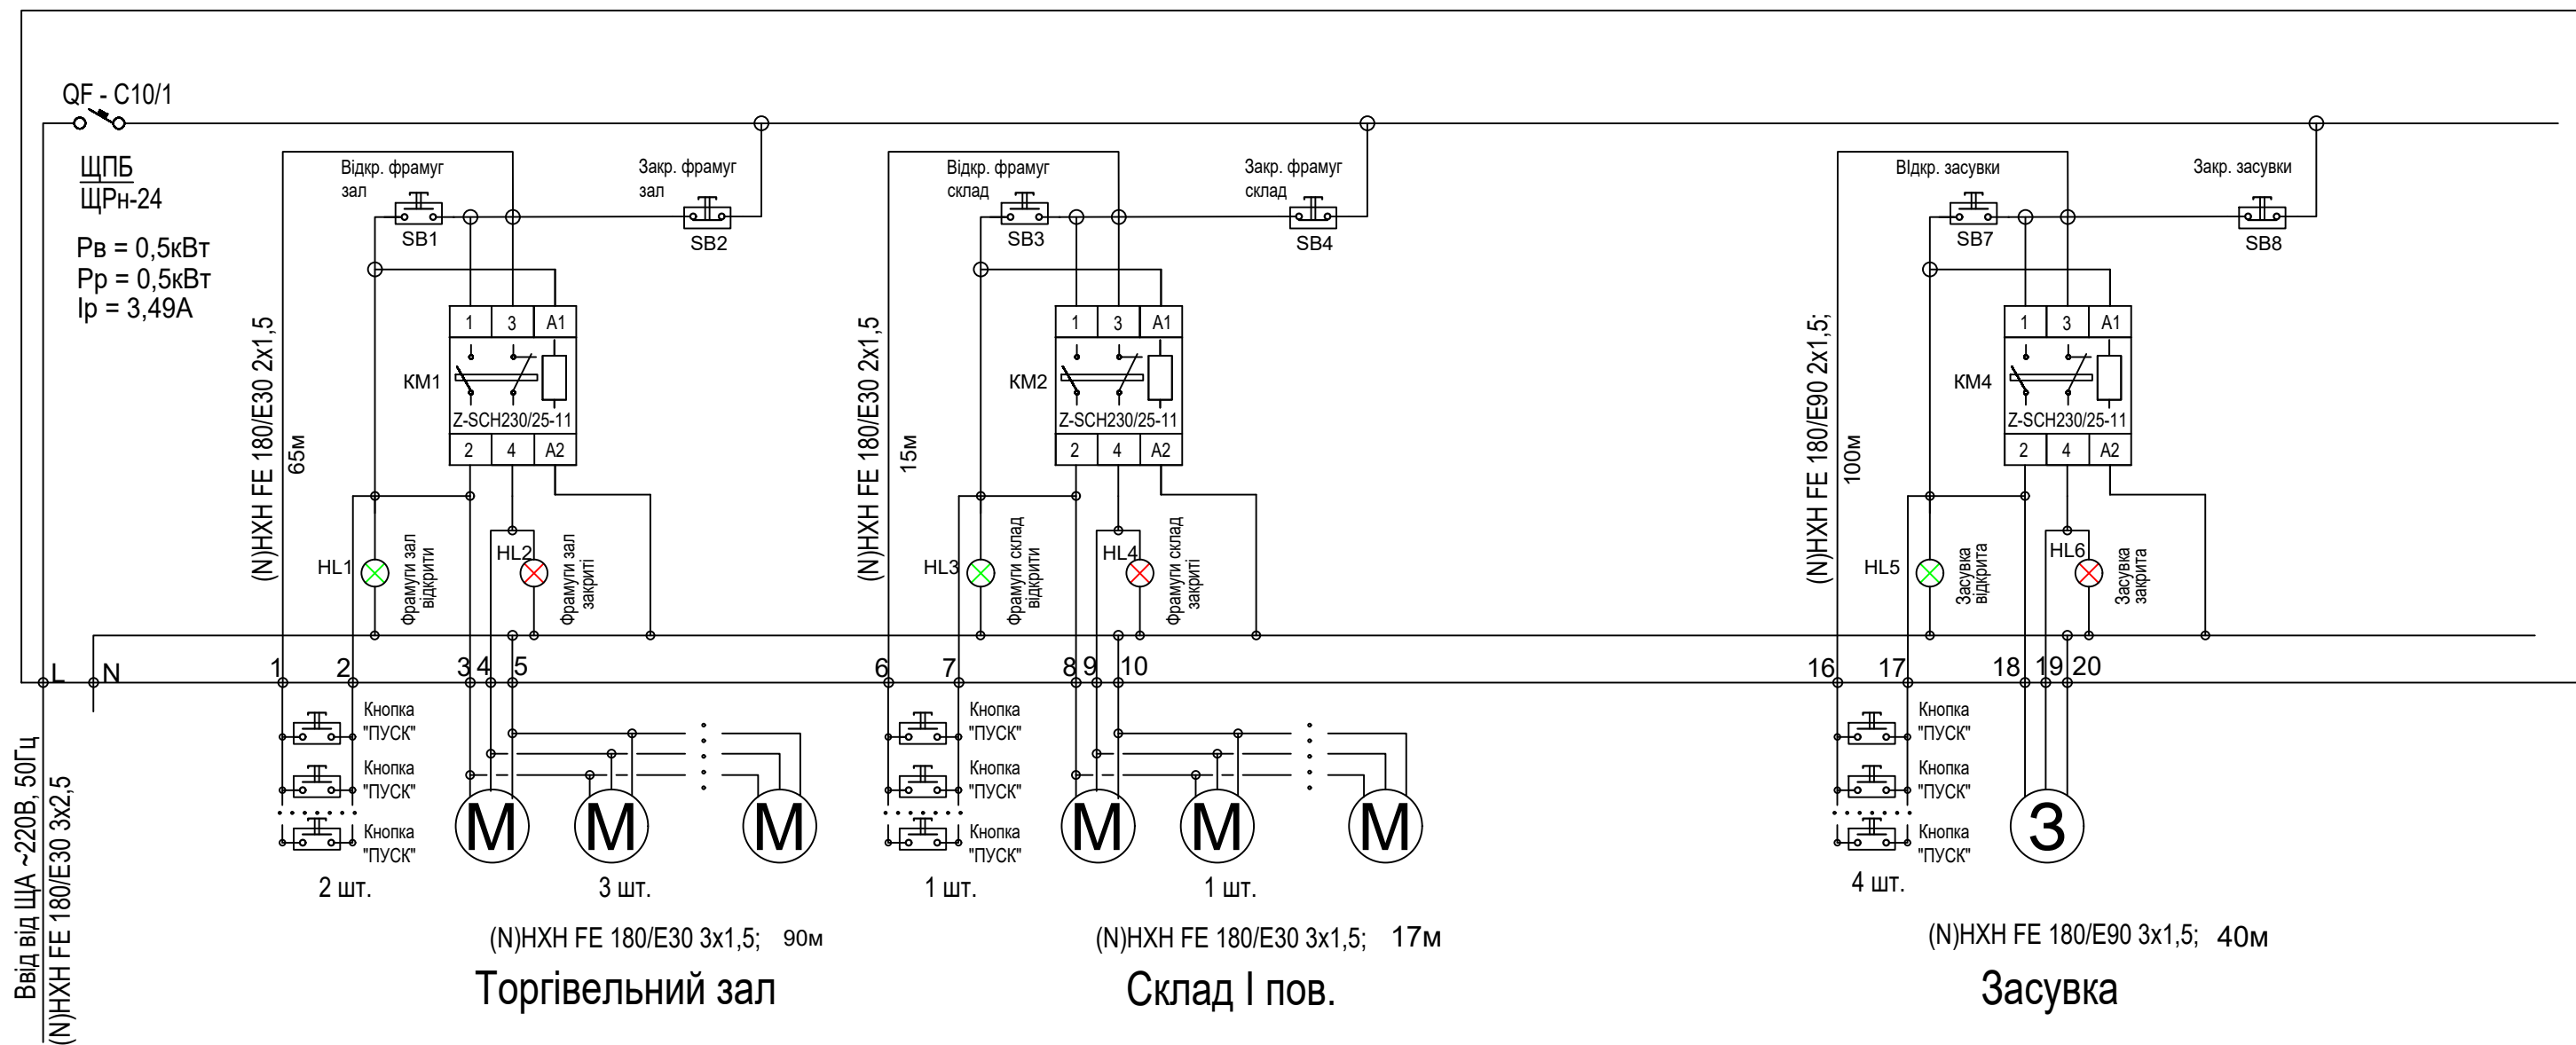 QF - C10/1
ЩПБ
ЩРн-24
Рв = 0,5кВт
Рр = 0,5кВт
Ip = 3,49А
Ввід від ЩА ~220В, 50Гц
(N)HXH FE 180/E30 3x2,5
L
N
(N)HXH FE 180/E30 2x1,5
65м
Відкр. фрамуг
зал
SB1
Закр. фрамуг
зал
SB2
1
3
A1
КМ1
Z-SCH230/25-11
2
4
A2
HL1
Фрамуги зал
відкрити
HL2
Фрамуги зал
закриті
1
2
3
4
5
Кнопка
"ПУСК"
Кнопка
"ПУСК"
Кнопка
"ПУСК"
2 шт.
М
М
М
3 шт.
(N)HXH FE 180/E30 3x1,5; 90м
Торгівельний зал
(N)HXH FE 180/E30 2x1,5
15м
Відкр. фрамуг
склад
SB3
Закр. фрамуг
склад
SB4
1
3
A1
КМ2
Z-SCH230/25-11
2
4
A2
HL3
Фрамуги склад
відкрити
HL4
Фрамуги склад
закриті
6
7
8
9
10
Кнопка
"ПУСК"
Кнопка
"ПУСК"
Кнопка
"ПУСК"
1 шт.
М
М
М
1 шт.
(N)HXH FE 180/E30 3x1,5; 17м
Склад І пов.
(N)HXH FE 180/E90 2x1,5;
100м
ВІдкр. засувки
SB7
Закр. засувки
SB8
1
3
A1
КМ4
Z-SCH230/25-11
2
4
A2
HL5
Засувка
відкрита
HL6
Засувка
закрита
16
17
18
19
20
Кнопка
"ПУСК"
Кнопка
"ПУСК"
Кнопка
"ПУСК"
4 шт.
З
(N)HXH FE 180/E90 3x1,5; 40м
Засувка